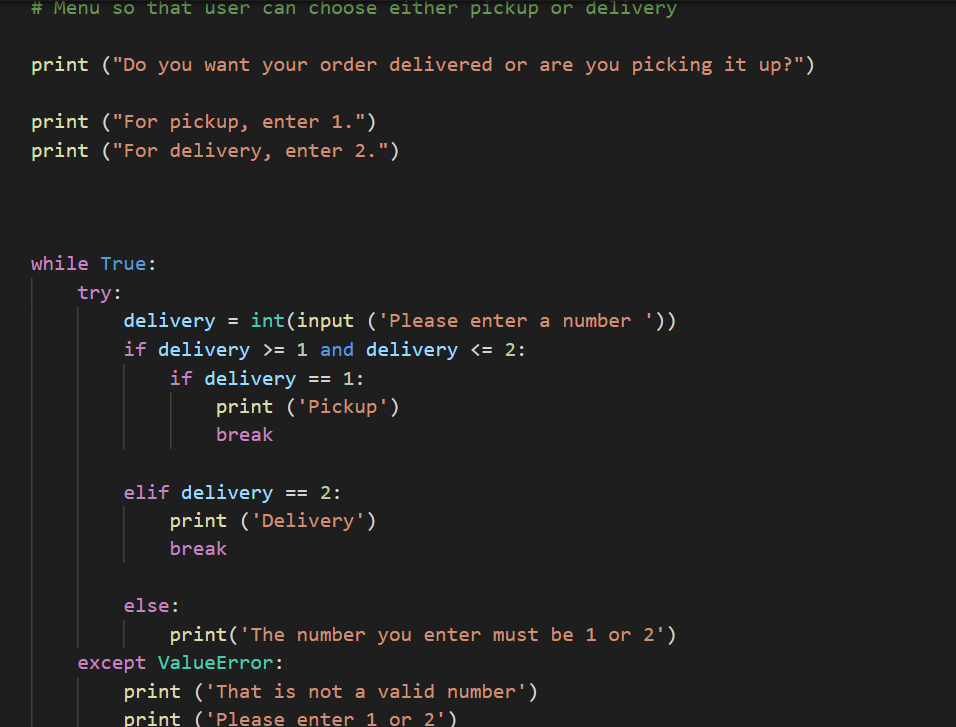 # Menu so that user can choose either pickup or delivery
print ("Do you want your order delivered or are you picking it up?")
print ("For pickup, enter 1.")
print ("For delivery, enter 2.")
while True:
    try:
        delivery = int(input ('Please enter a number '))
        if delivery >= 1 and delivery <= 2:
            if delivery == 1:
                print ('Pickup')
                break
        elif delivery == 2:
            print ('Delivery')
            break
        else:
            print('The number you enter must be 1 or 2')
    except ValueError:
        print ('That is not a valid number')
        print ('Please enter 1 or 2')